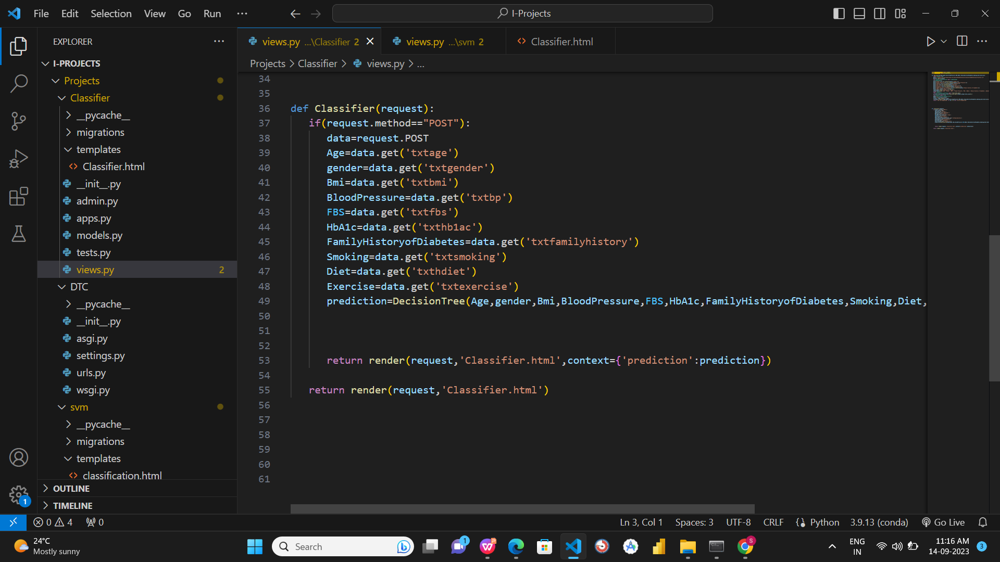 File Edit Selection View Go Run ...
I-Projects
EXPLORER
views.py ...\Classifier 2
views.py ...\svm 2
Classifier.html
Projects > Classifier > views.py > ...
I-PROJECTS
Projects
Classifier
__pycache__
migrations
templates
Classifier.html
__init__.py
admin.py
apps.py
models.py
tests.py
views.py 2
DTC
__pycache__
__init__.py
asgi.py
settings.py
urls.py
wsgi.py
svm
__pycache__
migrations
templates
classification.html
OUTLINE
TIMELINE
34
35
36 def Classifier(request):
37 if(request.method=="POST"):
38 data=request.POST
39 Age=data.get('txtage')
40 gender=data.get('txtgender')
41 Bmi=data.get('txtbmi')
42 BloodPressure=data.get('txtbp')
43 FBS=data.get('txtfbs')
44 HbA1c=data.get('txthb1ac')
45 FamilyHistoryofDiabetes=data.get('txtfamilyhistory')
46 Smoking=data.get('txtsmoking')
47 Diet=data.get('txthdiet')
48 Exercise=data.get('txtexercise')
49 prediction=DecisionTree(Age,gender,Bmi,BloodPressure,FBS,HbA1c,FamilyHistoryofDiabetes,Smoking,Diet,
50
51
52
53 return render(request,'Classifier.html',context={'prediction':prediction})
54
55 return render(request,'Classifier.html')
56
57
58
59
60
61
1
0 4 0
Ln 3, Col 1 Spaces: 3 UTF-8 CRLF Python 3.9.13 (conda) Go Live
24°C
Mostly sunny
Search
1
S
ENG
IN
11:16 AM
14-09-2023
3